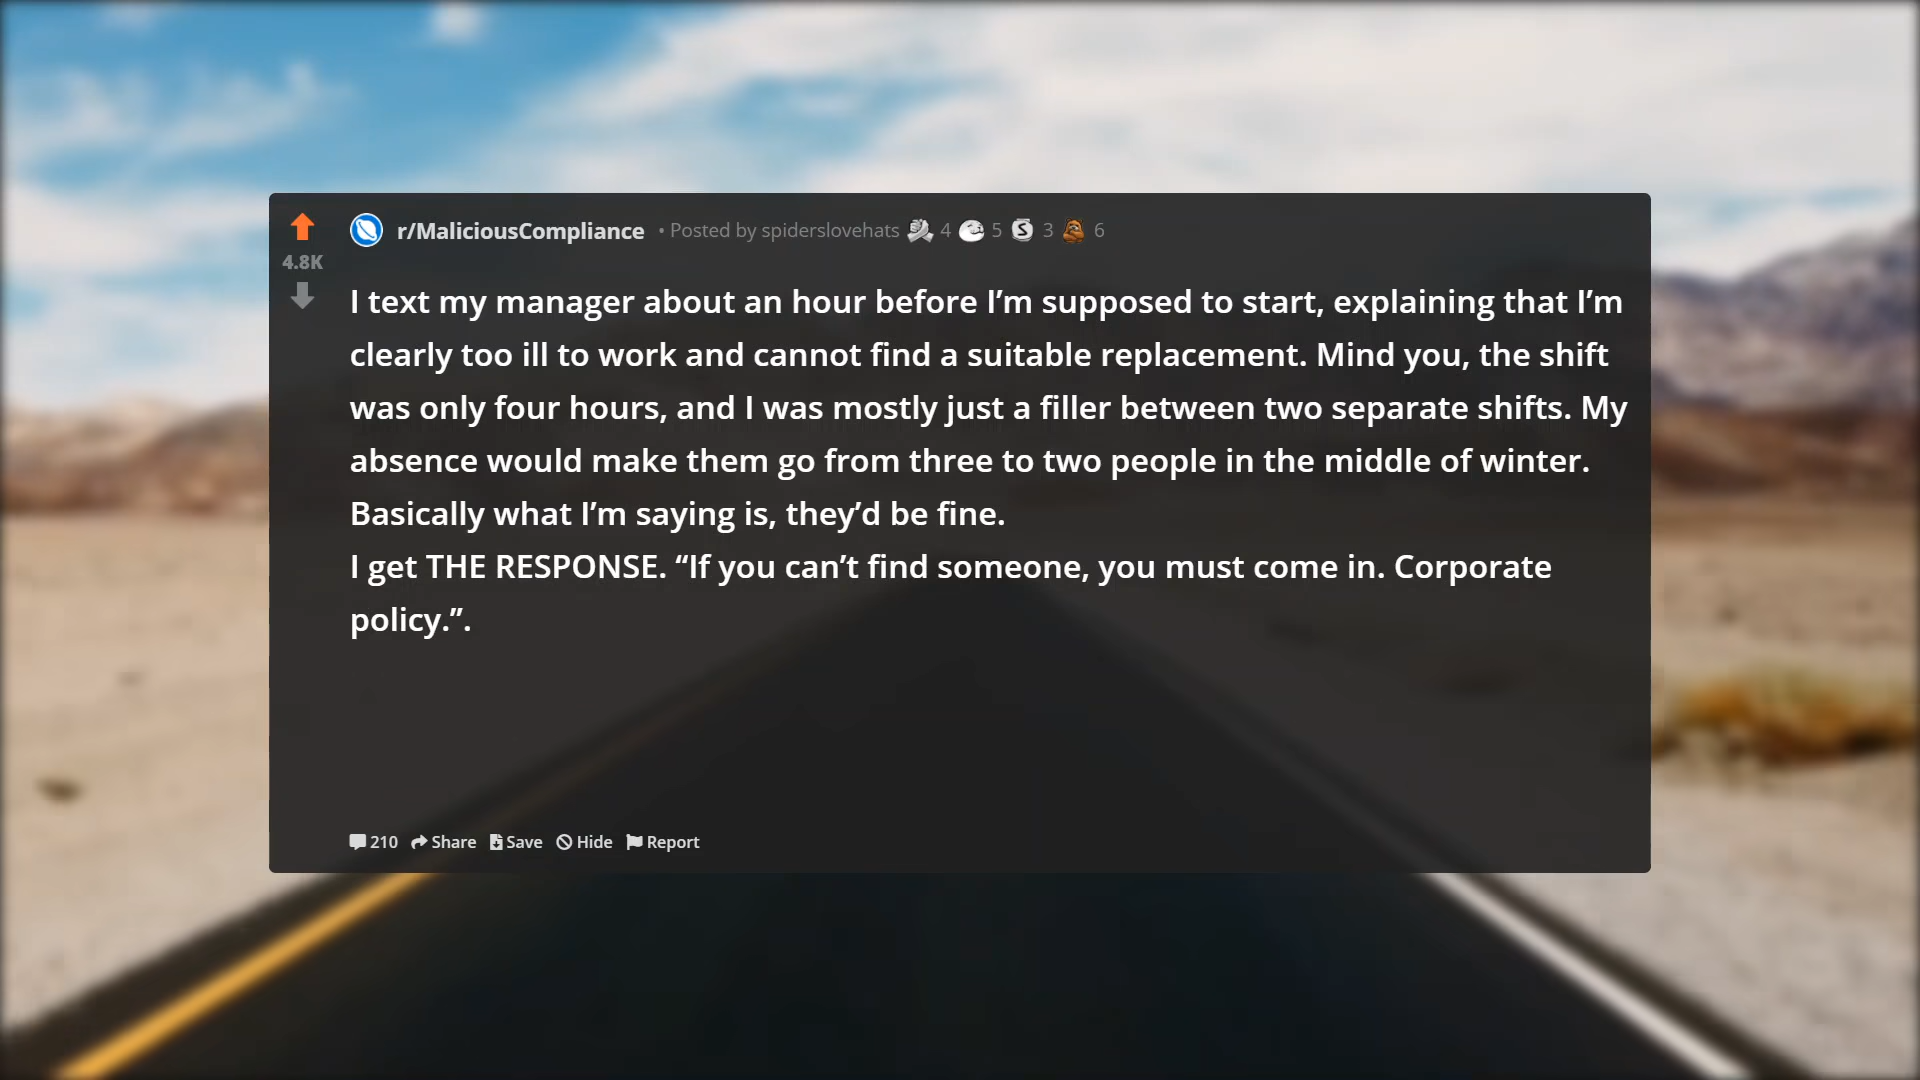 r/MaliciousCompliance • Posted by spiderslovehats 4 5 3 6
4.8K
I text my manager about an hour before I’m supposed to start, explaining that I’m
clearly too ill to work and cannot find a suitable replacement. Mind you, the shift
was only four hours, and I was mostly just a filler between two separate shifts. My
absence would make them go from three to two people in the middle of winter.
Basically what I’m saying is, they’d be fine.
I get THE RESPONSE. “If you can’t find someone, you must come in. Corporate
policy.”.
210 Share Save Hide Report